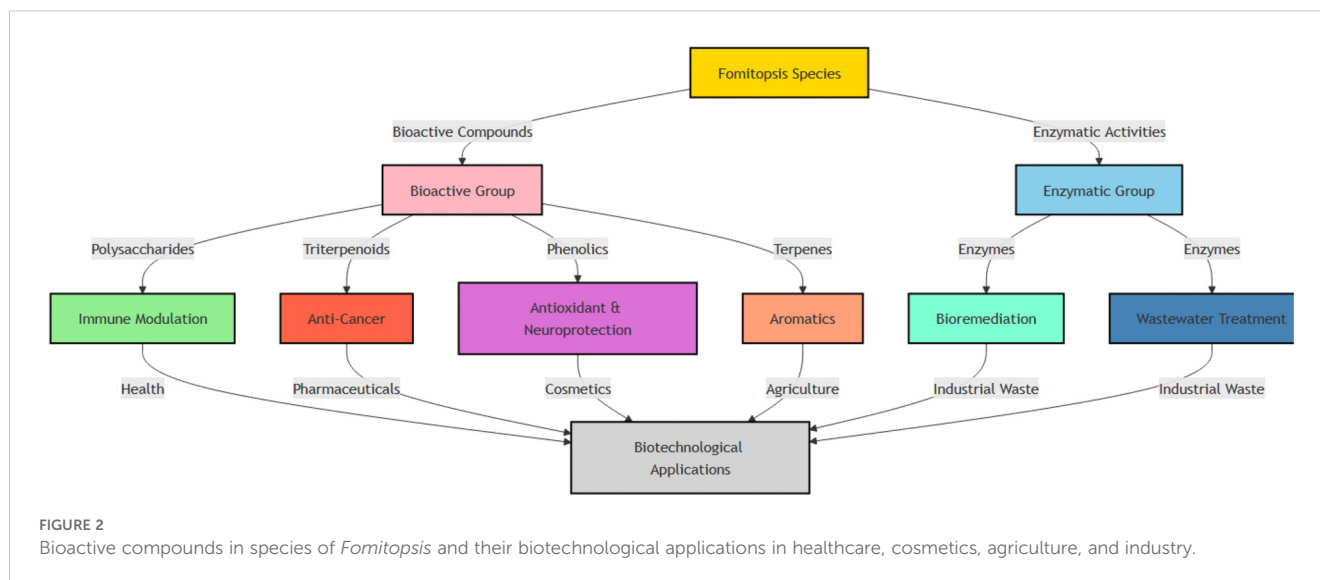 Fomitopsis Species
Bioactive Compounds
Enzymatic Activities
Bioactive Group
Enzymatic Group
Polysaccharides
Triterpenoids
Phenolics
Terpenes
Enzymes
Enzymes
Immune Modulation
Anti-Cancer
Antioxidant &
Neuroprotection
Aromatics
Bioremediation
Wastewater Treatment
Health
Pharmaceuticals
Cosmetics
Agriculture
Industrial Waste
Industrial Waste
Biotechnological
Applications
FIGURE 2
Bioactive compounds in species of Fomitopsis and their biotechnological applications in healthcare, cosmetics, agriculture, and industry.